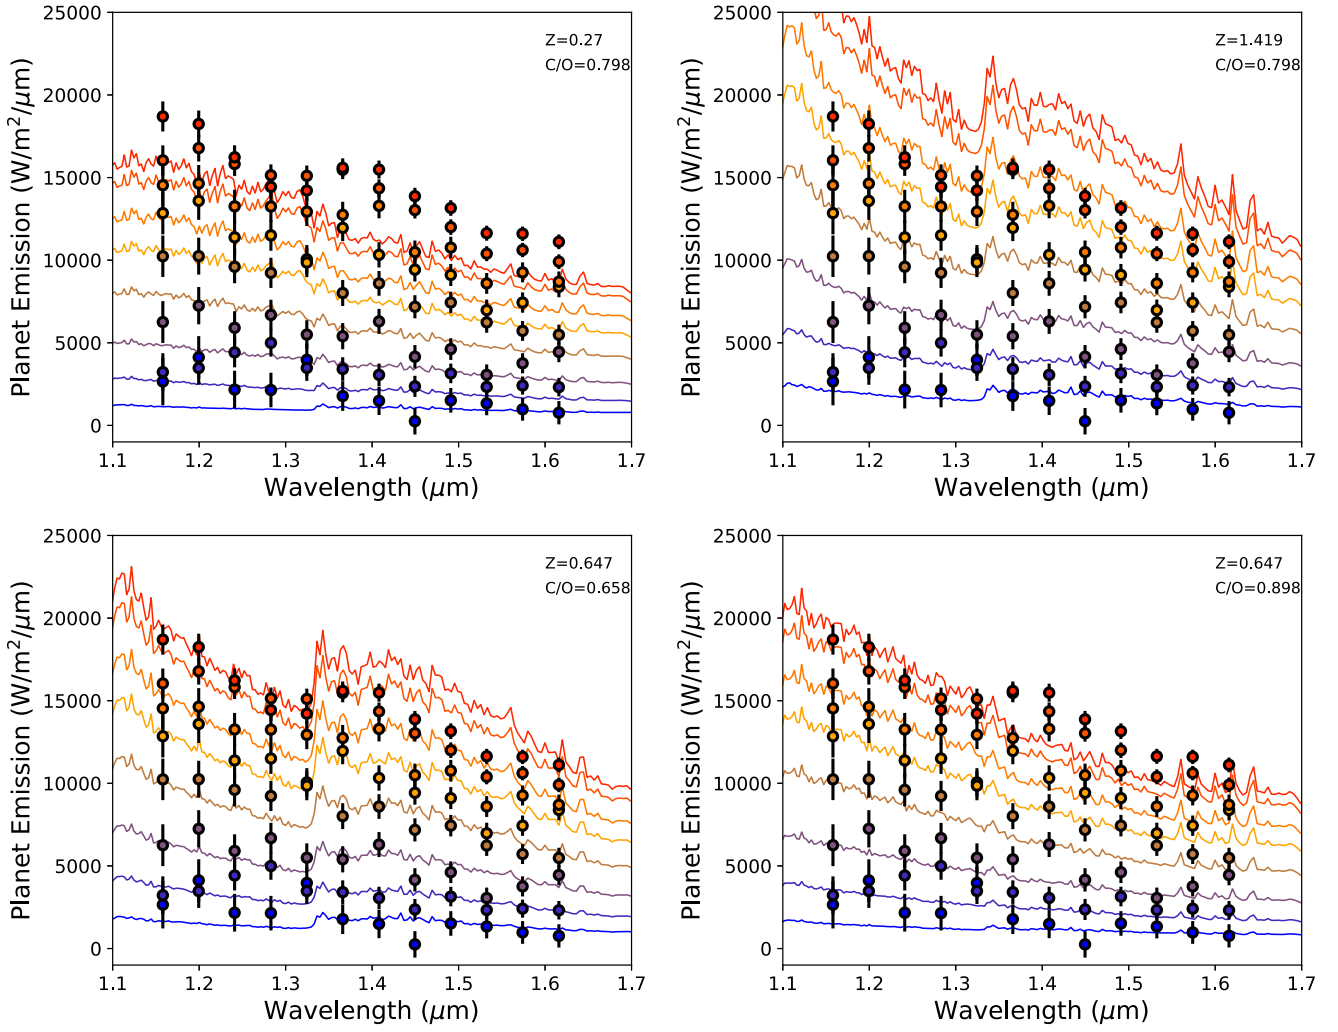 25000
20000
15000
10000
5000
0
Planet Emission (W/m²/μm)
Z=0.27
C/O=0.798
1.1 1.2 1.3 1.4 1.5 1.6 1.7
Wavelength (μm)
25000
20000
15000
10000
5000
0
Planet Emission (W/m²/μm)
Z=1.419
C/O=0.798
1.1 1.2 1.3 1.4 1.5 1.6 1.7
Wavelength (μm)
25000
20000
15000
10000
5000
0
Planet Emission (W/m²/μm)
Z=0.647
C/O=0.658
1.1 1.2 1.3 1.4 1.5 1.6 1.7
Wavelength (μm)
25000
20000
15000
10000
5000
0
Planet Emission (W/m²/μm)
Z=0.647
C/O=0.898
1.1 1.2 1.3 1.4 1.5 1.6 1.7
Wavelength (μm)